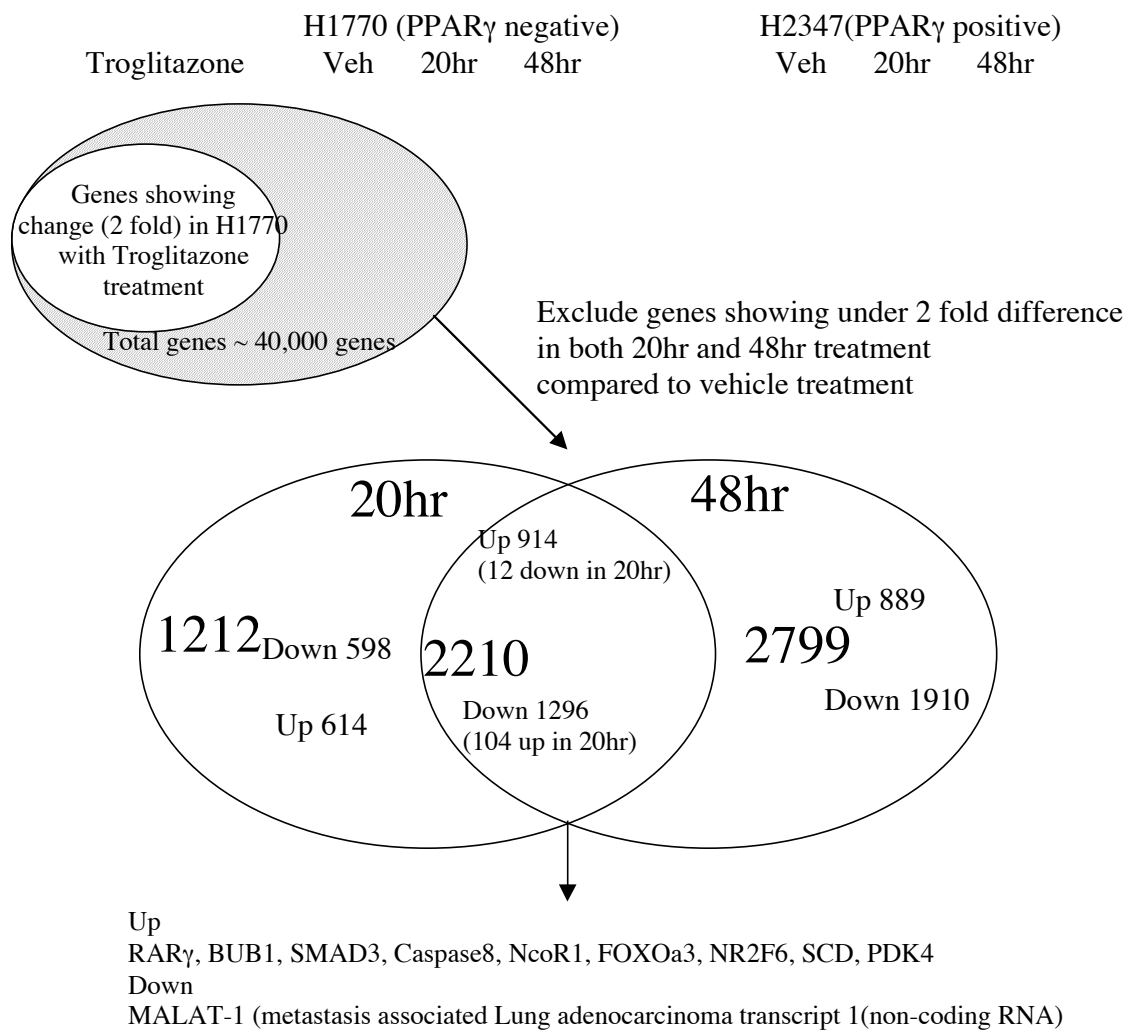 H1770 (PPARγ negative) H2347(PPARγ positive)
Troglitazone Veh 20hr 48hr Veh 20hr 48hr
Genes showing
change (2 fold) in H1770
with Troglitazone
treatment
Total genes ~ 40,000 genes
Exclude genes showing under 2 fold difference
in both 20hr and 48hr treatment
compared to vehicle treatment
20hr
48hr
Up 914
(12 down in 20hr)
1212
Down 598
Up 614
2210
Down 1296
(104 up in 20hr)
Up 889
2799
Down 1910
Up
RARγ, BUB1, SMAD3, Caspase8, NcoR1, FOXOa3, NR2F6, SCD, PDK4
Down
MALAT-1 (metastasis associated Lung adenocarcinoma transcript 1(non-coding RNA)